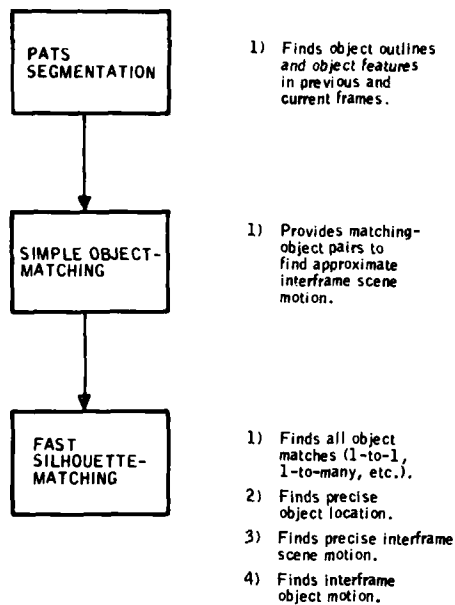 PATS
SEGMENTATION
1) Finds object outlines
and object features
in previous and
current frames.
SIMPLE OBJECT-
MATCHING
1) Provides matching-
object pairs to
find approximate
interframe scene
motion.
FAST
SILHOUETTE-
MATCHING
1) Finds all object
matches (1-to-1,
1-to-many, etc.).
2) Finds precise
object location.
3) Finds precise interframe
scene motion.
4) Finds interframe
object motion.